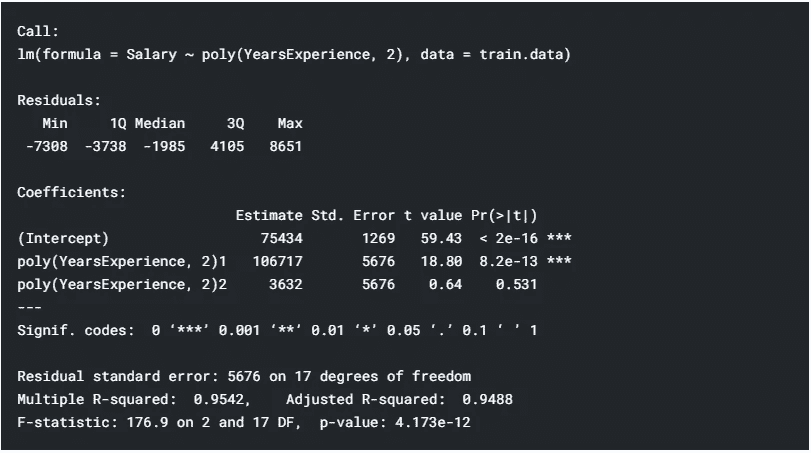 Call:
lm(formula = Salary ~ poly(YearsExperience, 2), data = train.data)
Residuals:
Min 1Q Median 3Q Max
-7308 -3738 -1985 4105 8651
Coefficients:
Estimate Std. Error t value Pr(>|t|)
(Intercept) 75434 1269 59.43 < 2e-16 ***
poly(YearsExperience, 2)1 106717 5676 18.80 8.2e-13 ***
poly(YearsExperience, 2)2 3632 5676 0.64 0.531
---
Signif. codes: 0 ‘***’ 0.001 ‘**’ 0.01 ‘*’ 0.05 ‘.’ 0.1 ‘ ’ 1
Residual standard error: 5676 on 17 degrees of freedom
Multiple R-squared: 0.9542, Adjusted R-squared: 0.9488
F-statistic: 176.9 on 2 and 17 DF, p-value: 4.173e-12